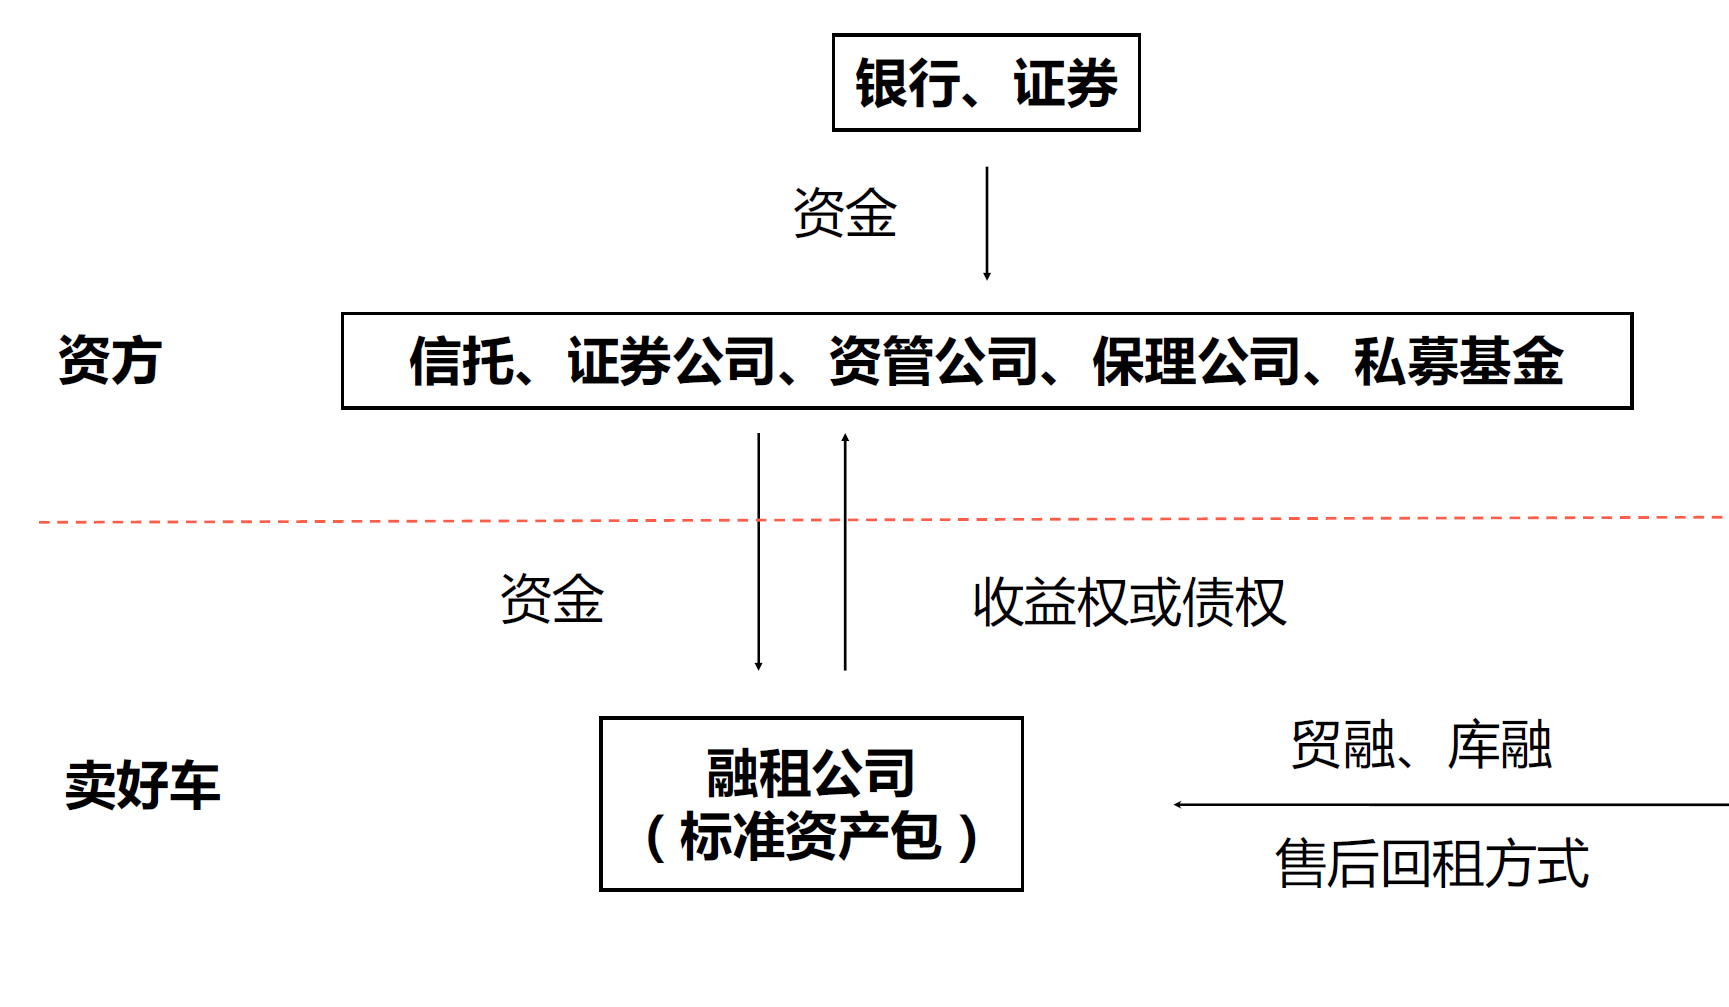 银行、证券
资金
资方
信托、证券公司、资管公司、保理公司、私募基金
资金
收益权或债权
卖好车
融租公司
（标准资产包）
贸融、库融
售后回租方式